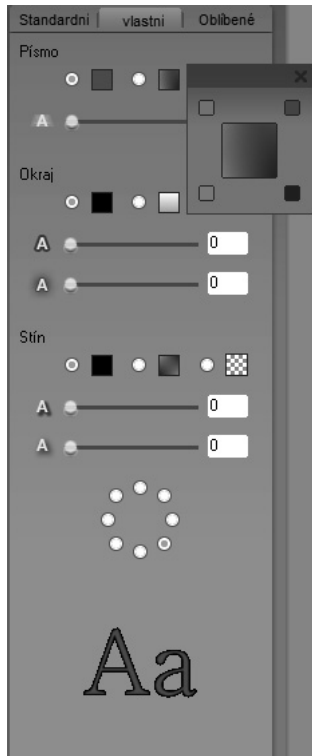 Standardni vlastni Oblíbené
Písmo
A
Okraj
A 0
A 0
Stín
A 0
A 0
Aa